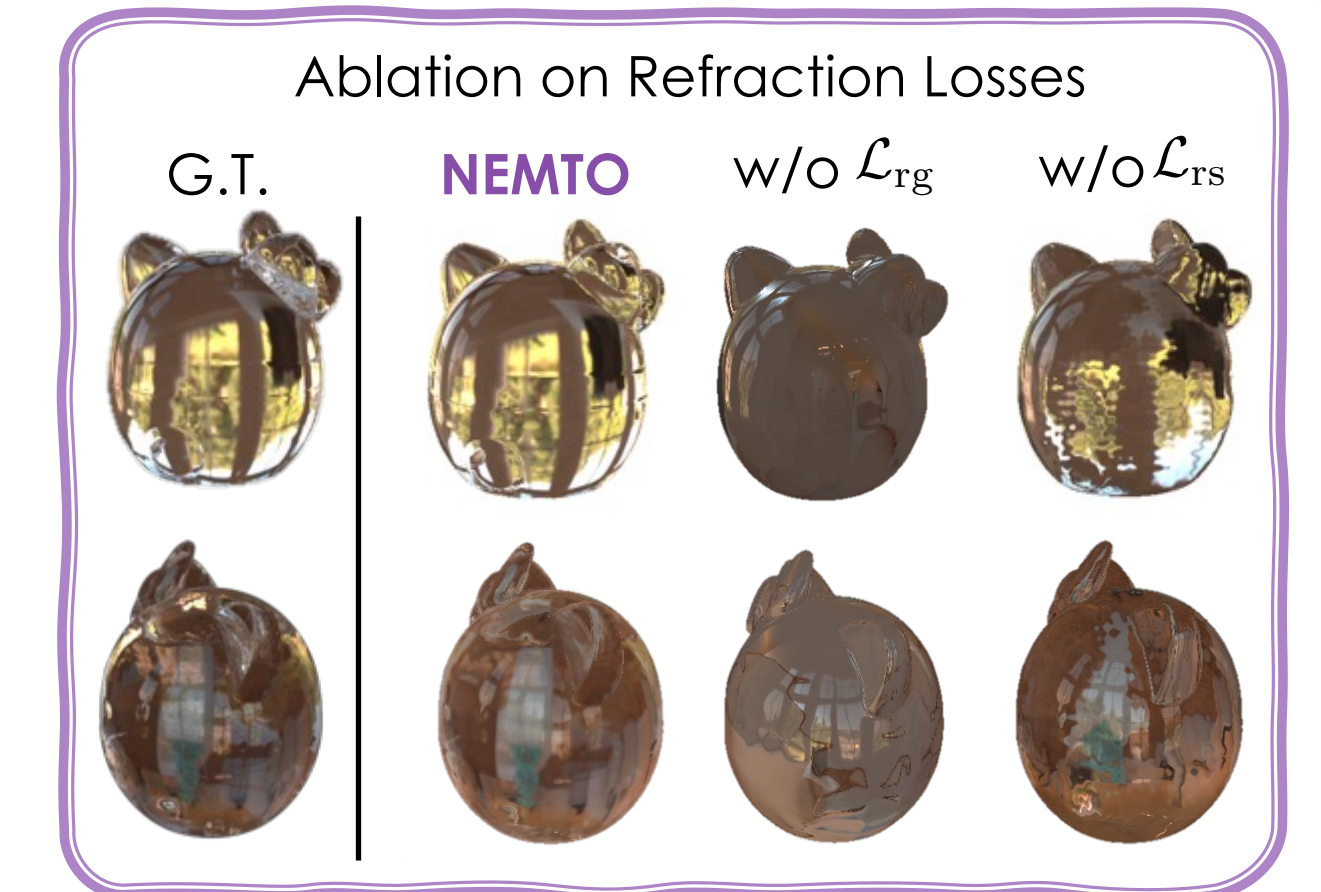 Ablation on Refraction Losses
G.T. NEMTO w/o ℒrg w/o ℒrs